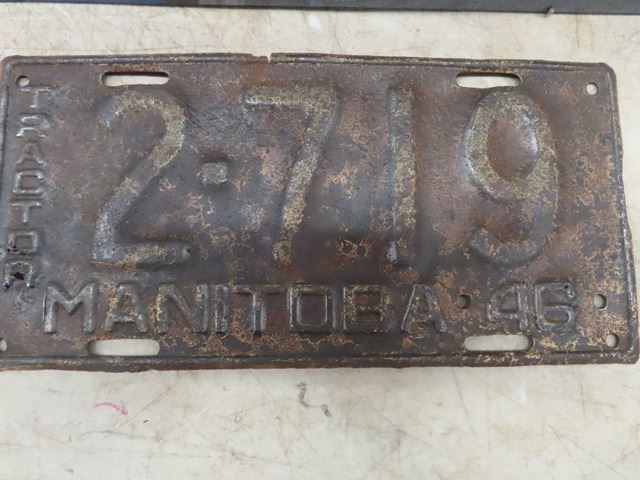 TRACTOR
2-719
MANITOBA 46